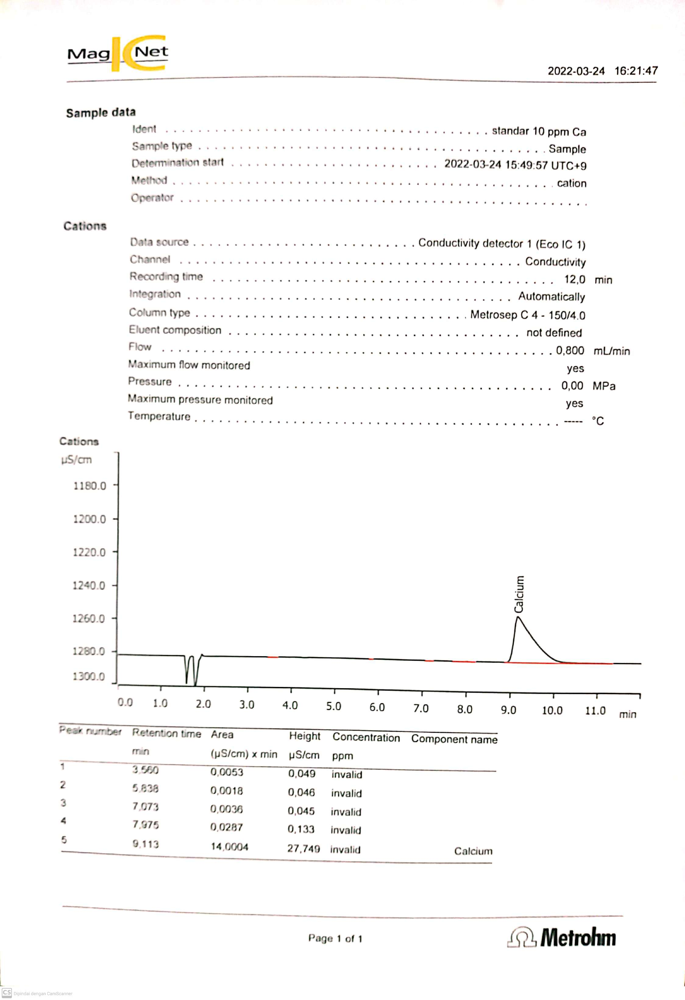 Mag IC Net
2022-03-24 16:21:47
Sample data
Ident . . . . . . . . . . . . . . . . . . . . . . . . . . . . . . . . . . . . . . . . standar 10 ppm Ca
Sample type . . . . . . . . . . . . . . . . . . . . . . . . . . . . . . . . . . . . . . . . . . . Sample
Determination start . . . . . . . . . . . . . . . . . . . . . . . . . . 2022-03-24 15:49:57 UTC+9
Method . . . . . . . . . . . . . . . . . . . . . . . . . . . . . . . . . . . . . . . . . . . . . . . cation
Operator . . . . . . . . . . . . . . . . . . . . . . . . . . . . . . . . . . . . . . . . . . . . . . . . . .
Cations
Data source . . . . . . . . . . . . . . . . . . . . . . . . . . . Conductivity detector 1 (Eco IC 1)
Channel . . . . . . . . . . . . . . . . . . . . . . . . . . . . . . . . . . . . . . . . . . Conductivity
Recording time . . . . . . . . . . . . . . . . . . . . . . . . . . . . . . . . . . . . . . . . . . 12,0 min
Integration . . . . . . . . . . . . . . . . . . . . . . . . . . . . . . . . . . . . . . . . Automatically
Column type . . . . . . . . . . . . . . . . . . . . . . . . . . . . . . . . . Metrosep C 4 - 150/4.0
Eluent composition . . . . . . . . . . . . . . . . . . . . . . . . . . . . . . . . . . . . not defined
Flow . . . . . . . . . . . . . . . . . . . . . . . . . . . . . . . . . . . . . . . . . . . . . . . . 0,800 mL/min
Maximum flow monitored yes
Pressure . . . . . . . . . . . . . . . . . . . . . . . . . . . . . . . . . . . . . . . . . . . . . . 0,00 MPa
Maximum pressure monitored yes
Temperature . . . . . . . . . . . . . . . . . . . . . . . . . . . . . . . . . . . . . . . . . . . . ----- °C
Cations
µS/cm
1180.0
1200.0
1220.0
1240.0
Calcium
1260.0
1280.0
1300.0
0.0 1.0 2.0 3.0 4.0 5.0 6.0 7.0 8.0 9.0 10.0 11.0 min
Peak number Retention time Area Height Concentration Component name
min (µS/cm) x min µS/cm ppm
1 3,560 0,0053 0,049 invalid
2 5,838 0,0018 0,046 invalid
3 7,073 0,0036 0,045 invalid
4 7,975 0,0287 0,133 invalid
5 9,113 14,0004 27,749 invalid Calcium
Page 1 of 1
Metrohm
CS Dipindai dengan CamScanner